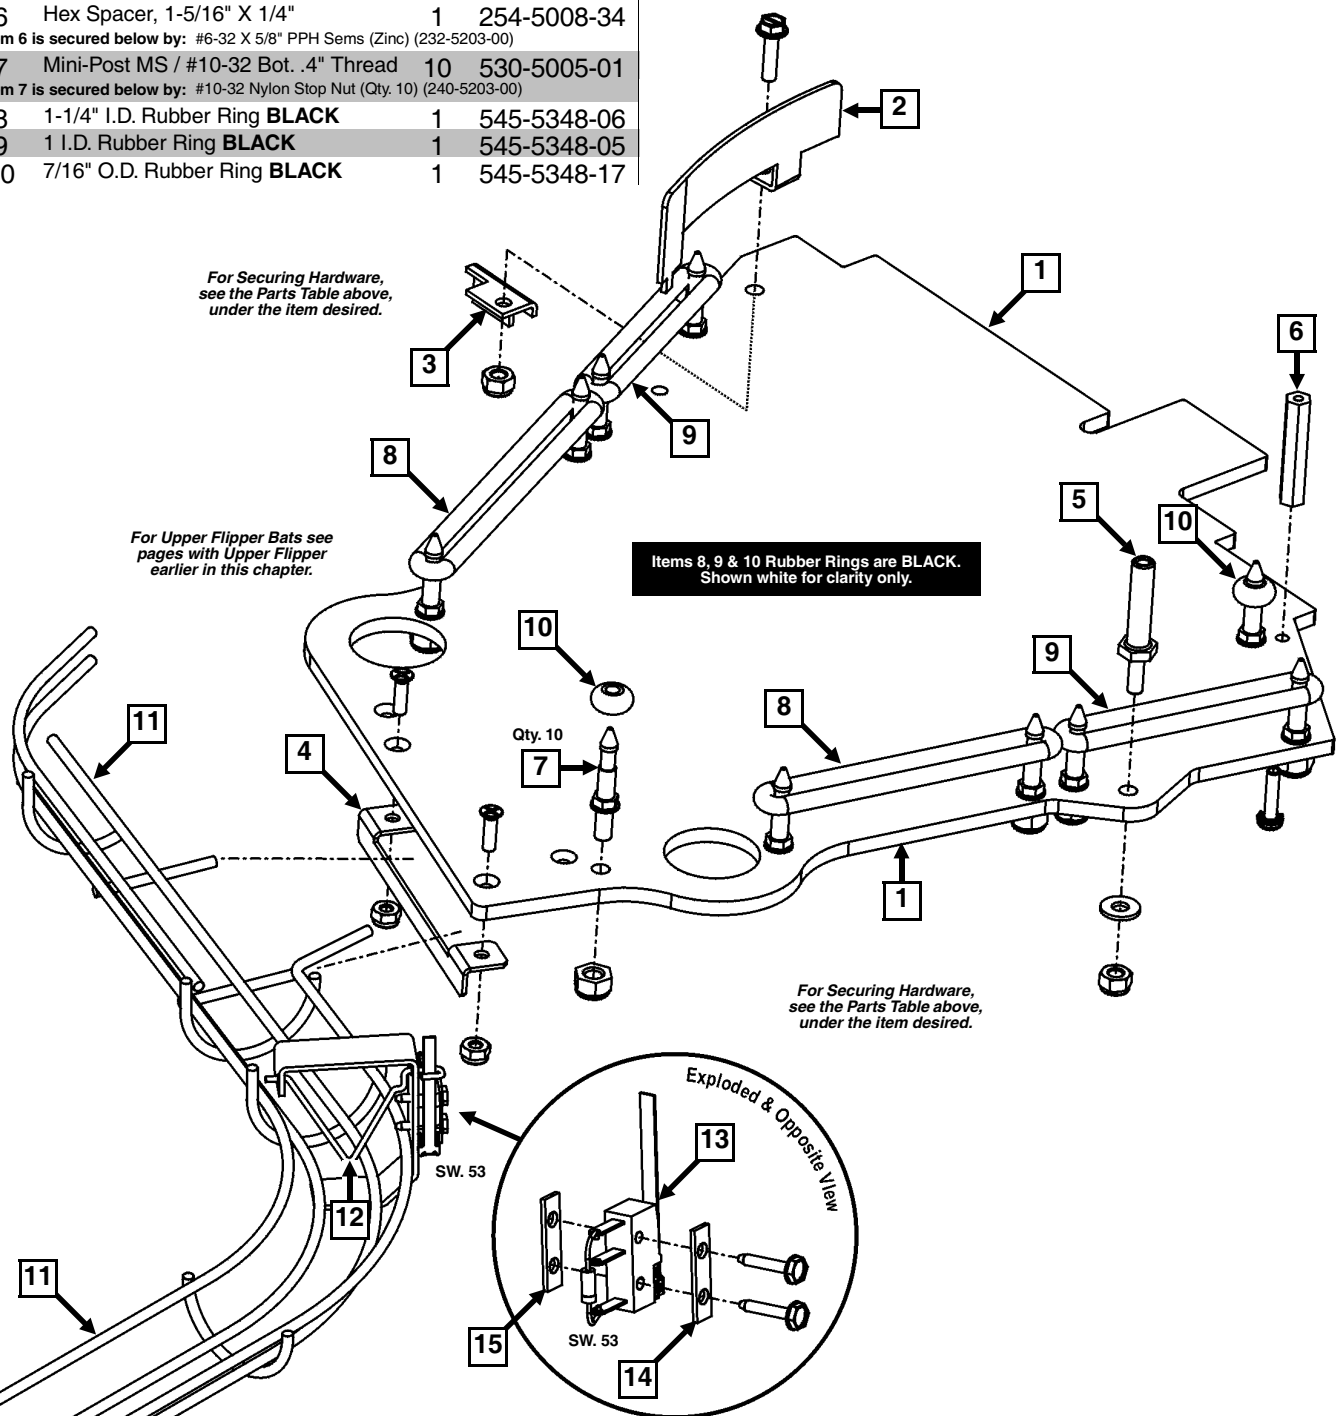 6 Hex Spacer, 1-5/16" X 1/4" 1 254-5008-34
m 6 is secured below by: #6-32 X 5/8" PPH Sems (Zinc) (232-5203-00)
7 Mini-Post MS / #10-32 Bot. .4" Thread 10 530-5005-01
m 7 is secured below by: #10-32 Nylon Stop Nut (Qty. 10) (240-5203-00)
8 1-1/4" I.D. Rubber Ring BLACK 1 545-5348-06
9 1 I.D. Rubber Ring BLACK 1 545-5348-05
0 7/16" O.D. Rubber Ring BLACK 1 545-5348-17
2
For Securing Hardware,
see the Parts Table above,
under the item desired.
1
3
6
9
8
5
10
For Upper Flipper Bats see
pages with Upper Flipper
earlier in this chapter.
Items 8, 9 & 10 Rubber Rings are BLACK.
Shown white for clarity only.
10
9
11
8
4
Qty. 10
7
1
For Securing Hardware,
see the Parts Table above,
under the item desired.
Exploded & Opposite View
13
SW. 53
12
11
15
SW. 53
14